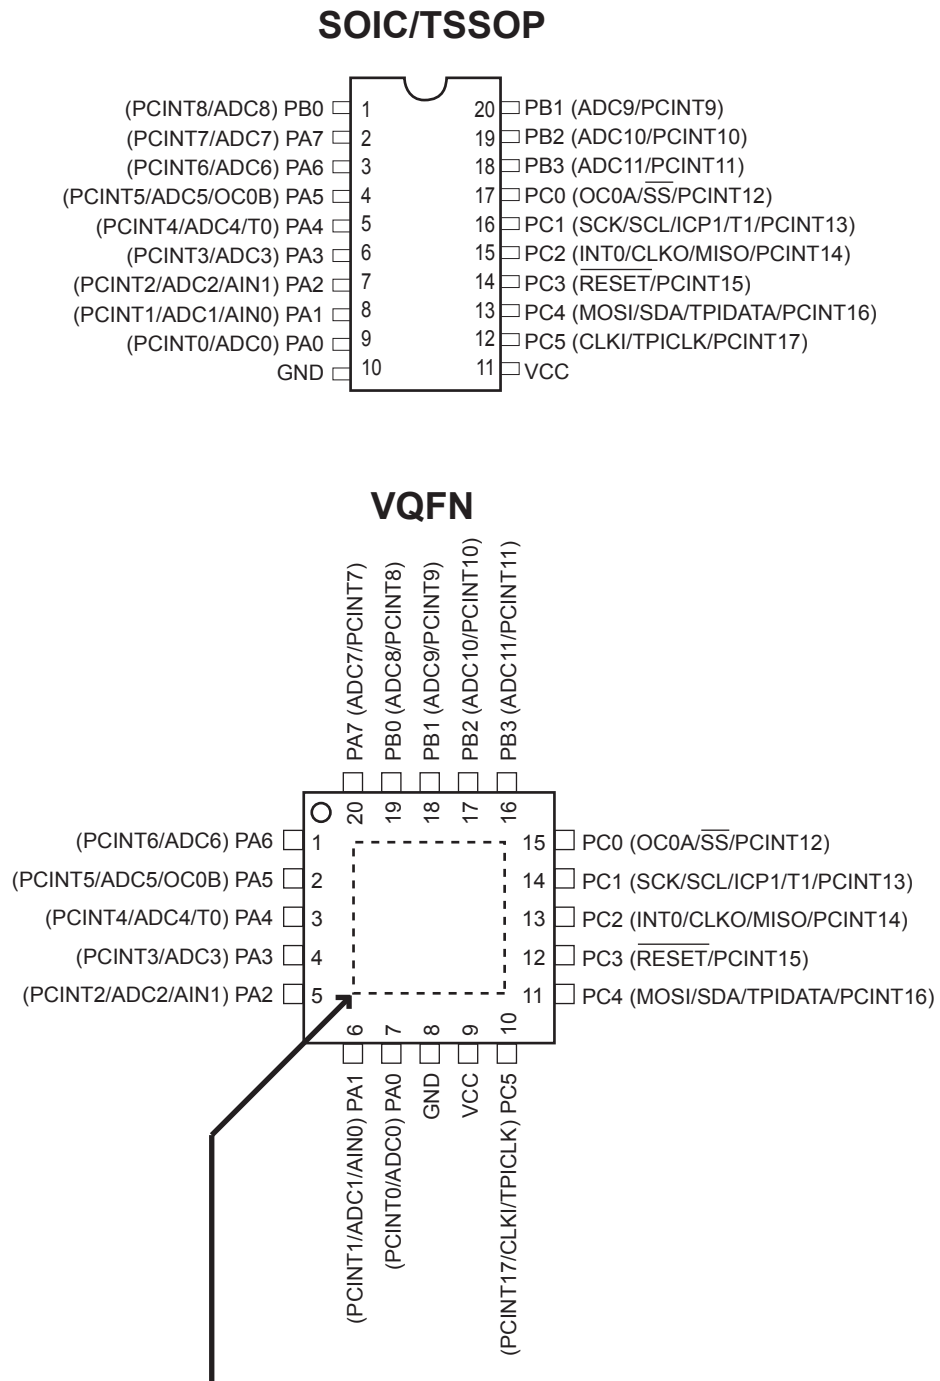 SOIC/TSSOP
(PCINT8/ADC8) PB0 1 20 PB1 (ADC9/PCINT9)
(PCINT7/ADC7) PA7 2 19 PB2 (ADC10/PCINT10)
(PCINT6/ADC6) PA6 3 18 PB3 (ADC11/PCINT11)
(PCINT5/ADC5/OC0B) PA5 4 17 PC0 (OC0A/S̅S̅/PCINT12)
(PCINT4/ADC4/T0) PA4 5 16 PC1 (SCK/SCL/ICP1/T1/PCINT13)
(PCINT3/ADC3) PA3 6 15 PC2 (INT0/CLKO/MISO/PCINT14)
(PCINT2/ADC2/AIN1) PA2 7 14 PC3 (R̅E̅S̅E̅T̅/PCINT15)
(PCINT1/ADC1/AIN0) PA1 8 13 PC4 (MOSI/SDA/TPIDATA/PCINT16)
(PCINT0/ADC0) PA0 9 12 PC5 (CLKI/TPICLK/PCINT17)
GND 10 11 VCC
VQFN
PA7 (ADC7/PCINT7)
PB0 (ADC8/PCINT8)
PB1 (ADC9/PCINT9)
PB2 (ADC10/PCINT10)
PB3 (ADC11/PCINT11)
20 19 18 17 16
(PCINT6/ADC6) PA6 1 15 PC0 (OC0A/S̅S̅/PCINT12)
(PCINT5/ADC5/OC0B) PA5 2 14 PC1 (SCK/SCL/ICP1/T1/PCINT13)
(PCINT4/ADC4/T0) PA4 3 13 PC2 (INT0/CLKO/MISO/PCINT14)
(PCINT3/ADC3) PA3 4 12 PC3 (R̅E̅S̅E̅T̅/PCINT15)
(PCINT2/ADC2/AIN1) PA2 5 11 PC4 (MOSI/SDA/TPIDATA/PCINT16)
6 7 8 9 10
(PCINT1/ADC1/AIN0) PA1
(PCINT0/ADC0) PA0
GND
VCC
(PCINT17/CLKI/TPICLK) PC5